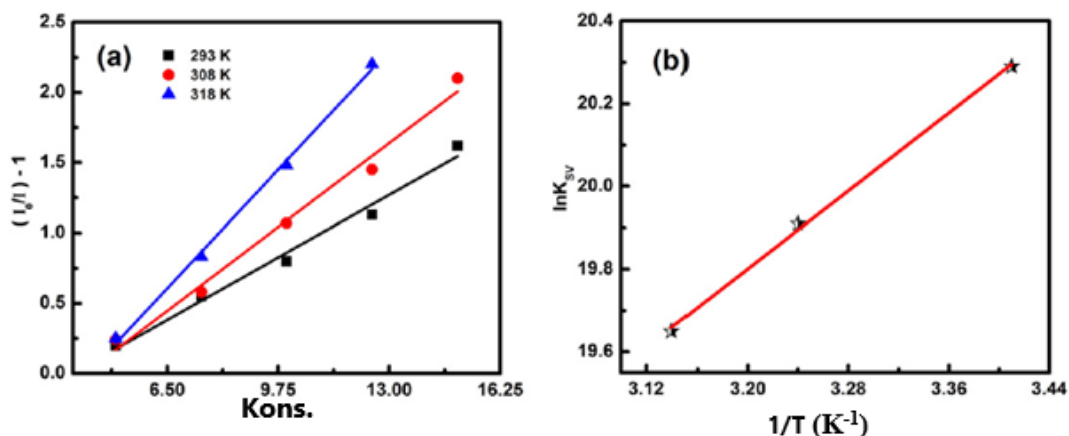 (a)
293 K
308 K
318 K
(I₀/I) - 1
2.5
2.0
1.5
1.0
0.5
0.0
6.50 9.75 13.00 16.25
Kons.
(b)
lnK_SV
20.4
20.2
20.0
19.8
19.6
3.12 3.20 3.28 3.36 3.44
1/T (K⁻¹)